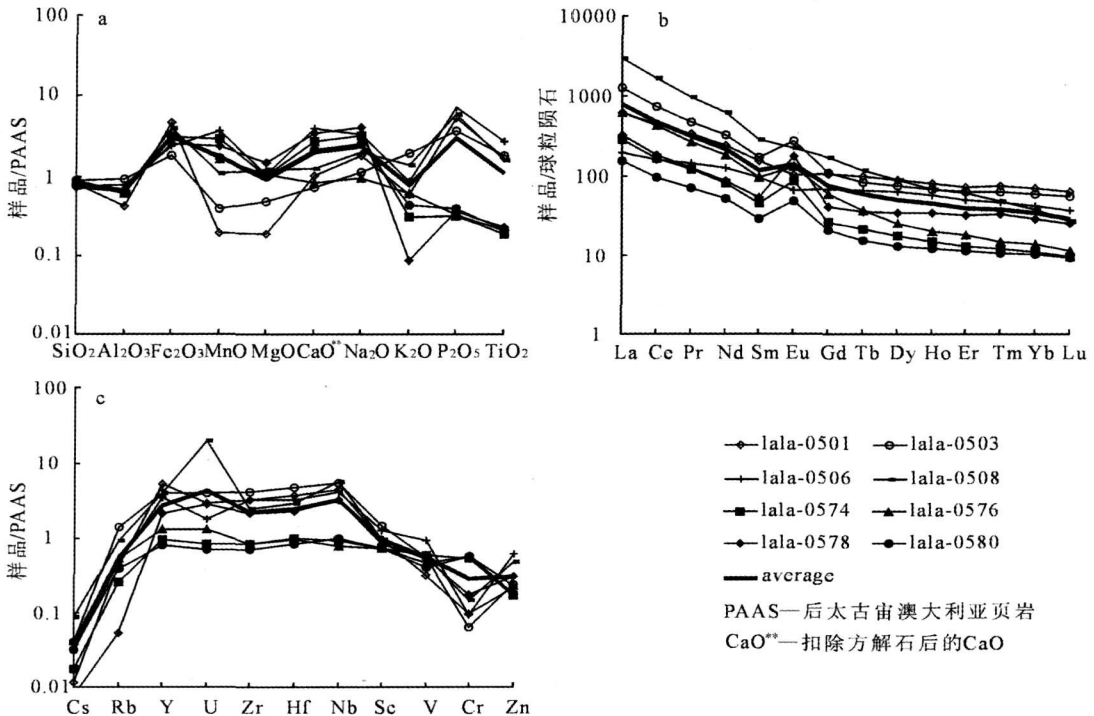 a
100
10
1
0.1
0.01
样品/PAAS
SiO₂ Al₂O₃ Fe₂O₃ MnO MgO CaO** Na₂O K₂O P₂O₅ TiO₂
b
10000
1000
100
10
1
样品/球粒陨石
La Ce Pr Nd Sm Eu Gd Tb Dy Ho Er Tm Yb Lu
c
100
10
1
0.1
0.01
样品/PAAS
Cs Rb Y U Zr Hf Nb Sc V Cr Zn
lala-0501 lala-0503
lala-0506 lala-0508
lala-0574 lala-0576
lala-0578 lala-0580
average
PAAS—后太古宙澳大利亚页岩
CaO**—扣除方解石后的CaO